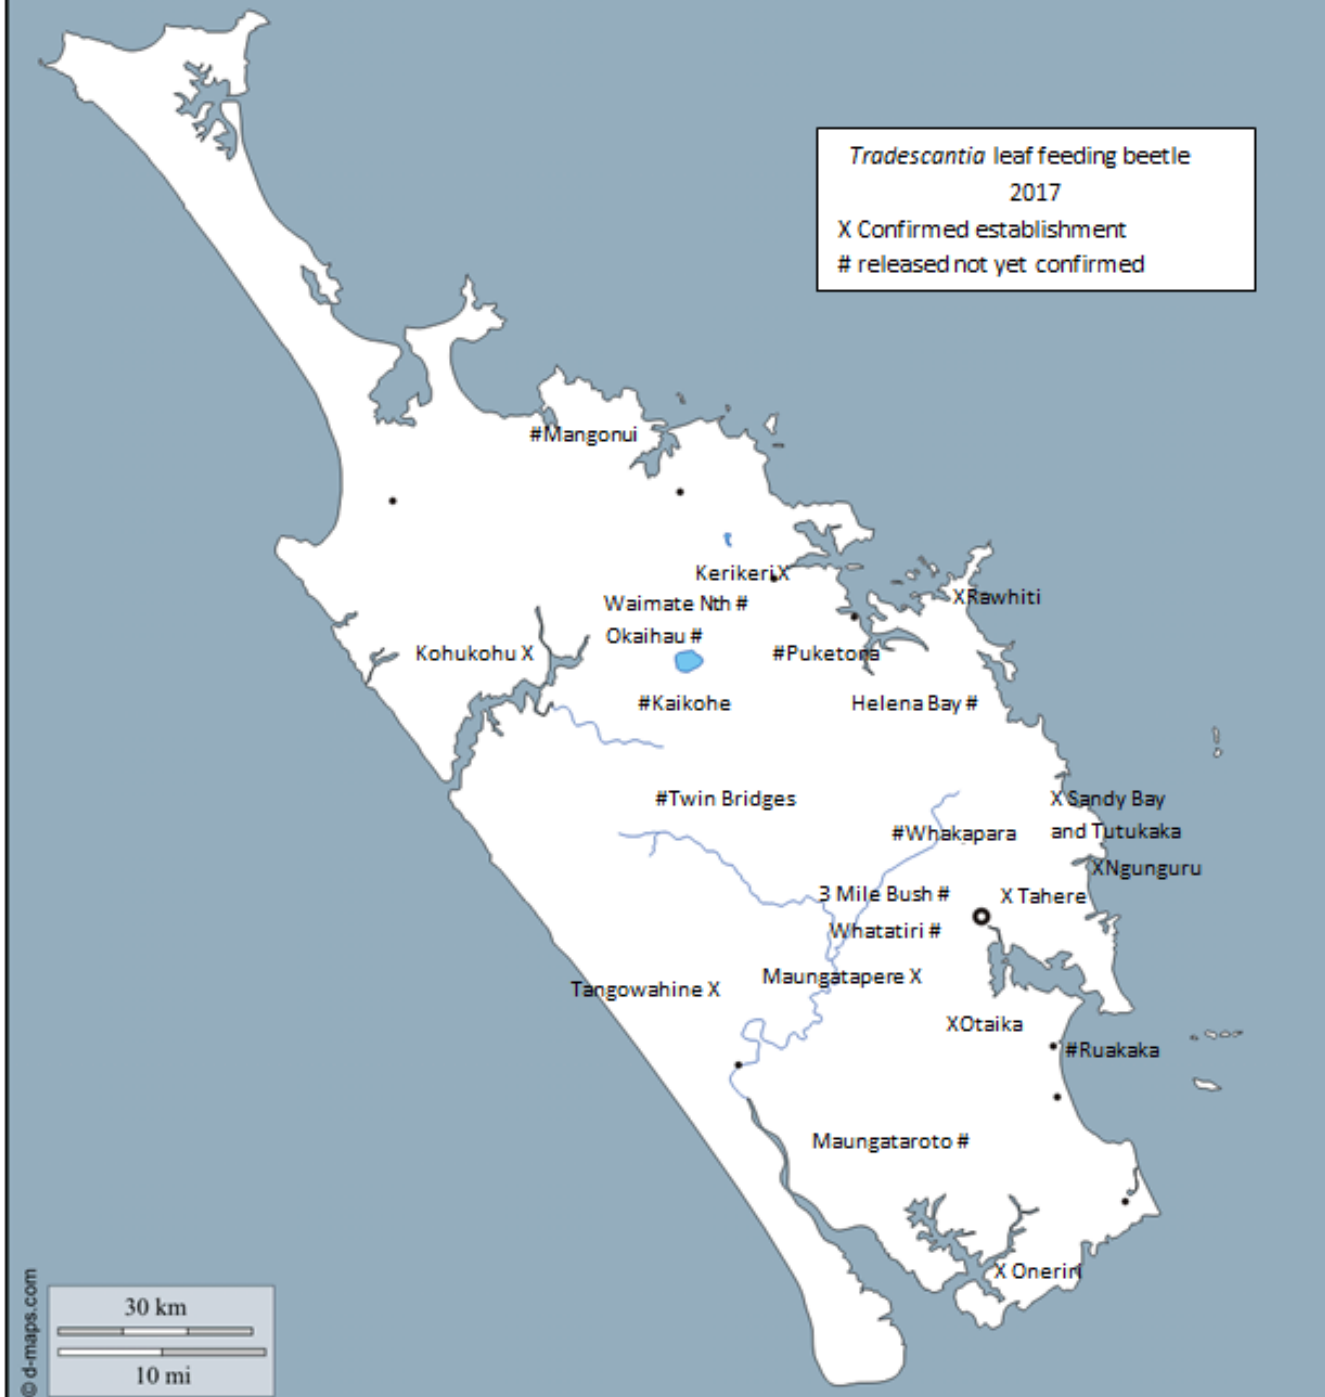 Tradescantia leaf feeding beetle
2017
X Confirmed establishment
# released not yet confirmed
#Mangonui
KerikeriX
XRawhiti
Waimate Nth #
Okaihau #
Kohukohu X
#Puketona
#Kaikohe
Helena Bay #
#Twin Bridges
X Sandy Bay
and Tutukaka
#Whakapara
XNgunguru
3 Mile Bush #
X Tahere
Whatatiri #
Maungatapere X
Tangowahine X
XOtaika
#Ruakaka
Maungataroto #
X Oneriri
30 km
10 mi
© d-maps.com